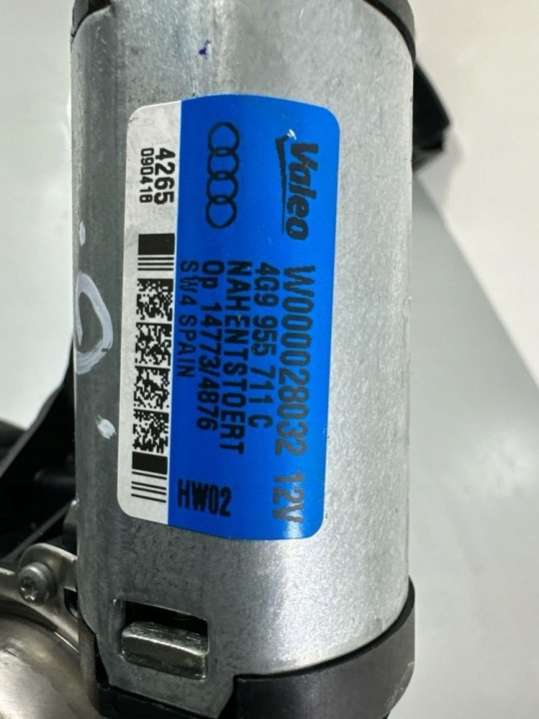 Valeo
W000028032 12V
4G9 955 711 C
NAHENTSTOERT
Op. 14773/4876
SW4 SPAIN
HW02
4265
090418